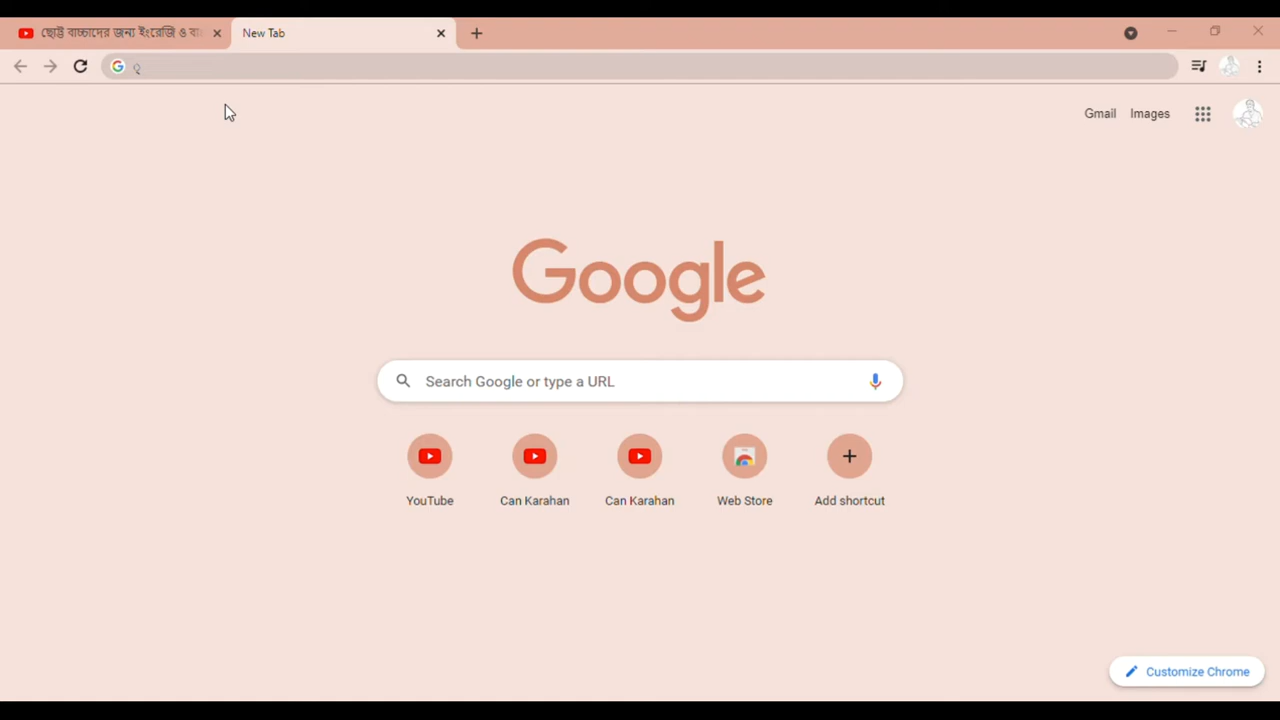 ছোট্ট বাচ্চাদের জন্য ইংরেজি ও বা
New Tab
Gmail
Images
Google
Search Google or type a URL
YouTube
Can Karahan
Can Karahan
Web Store
Add shortcut
Customize Chrome